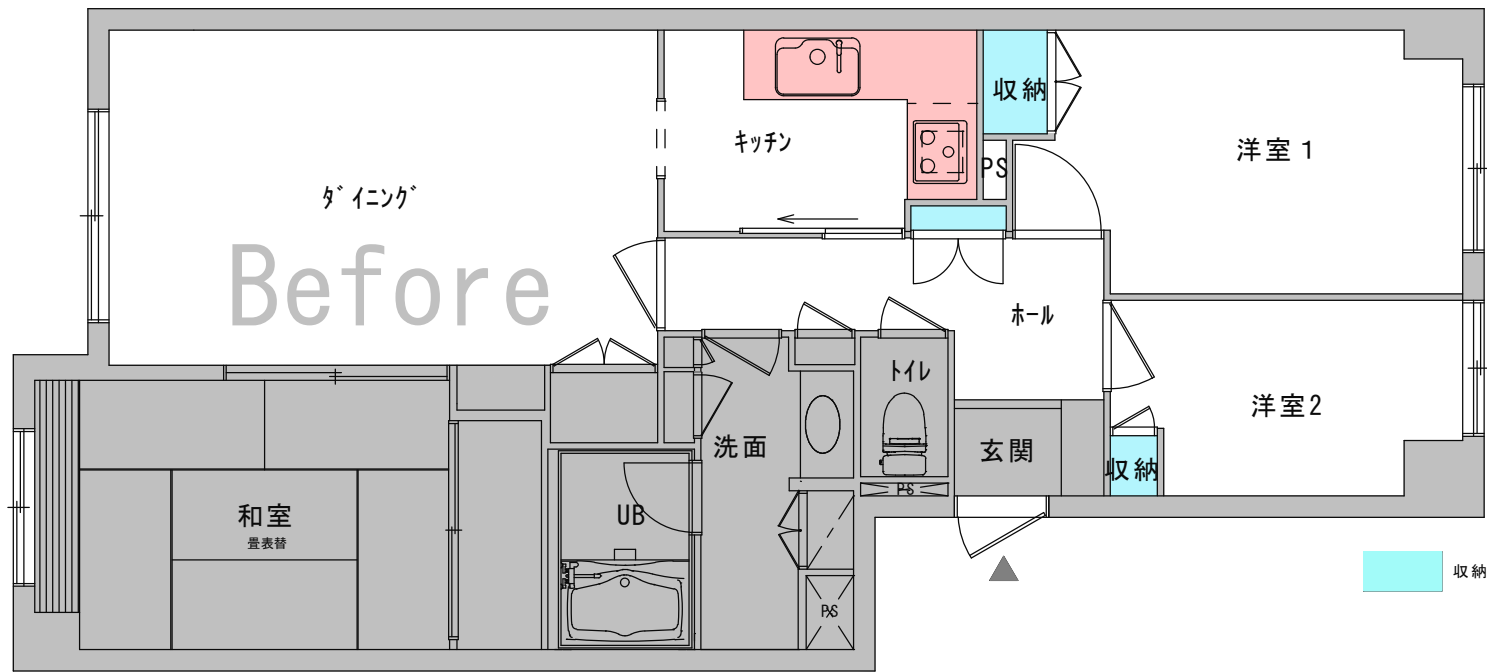 収納
洋室１
キッチン
PS
ダイニング
Before
ホール
トイレ
洋室2
洗面
玄関
収納
PS
和室
畳表替
UB
PS
収納